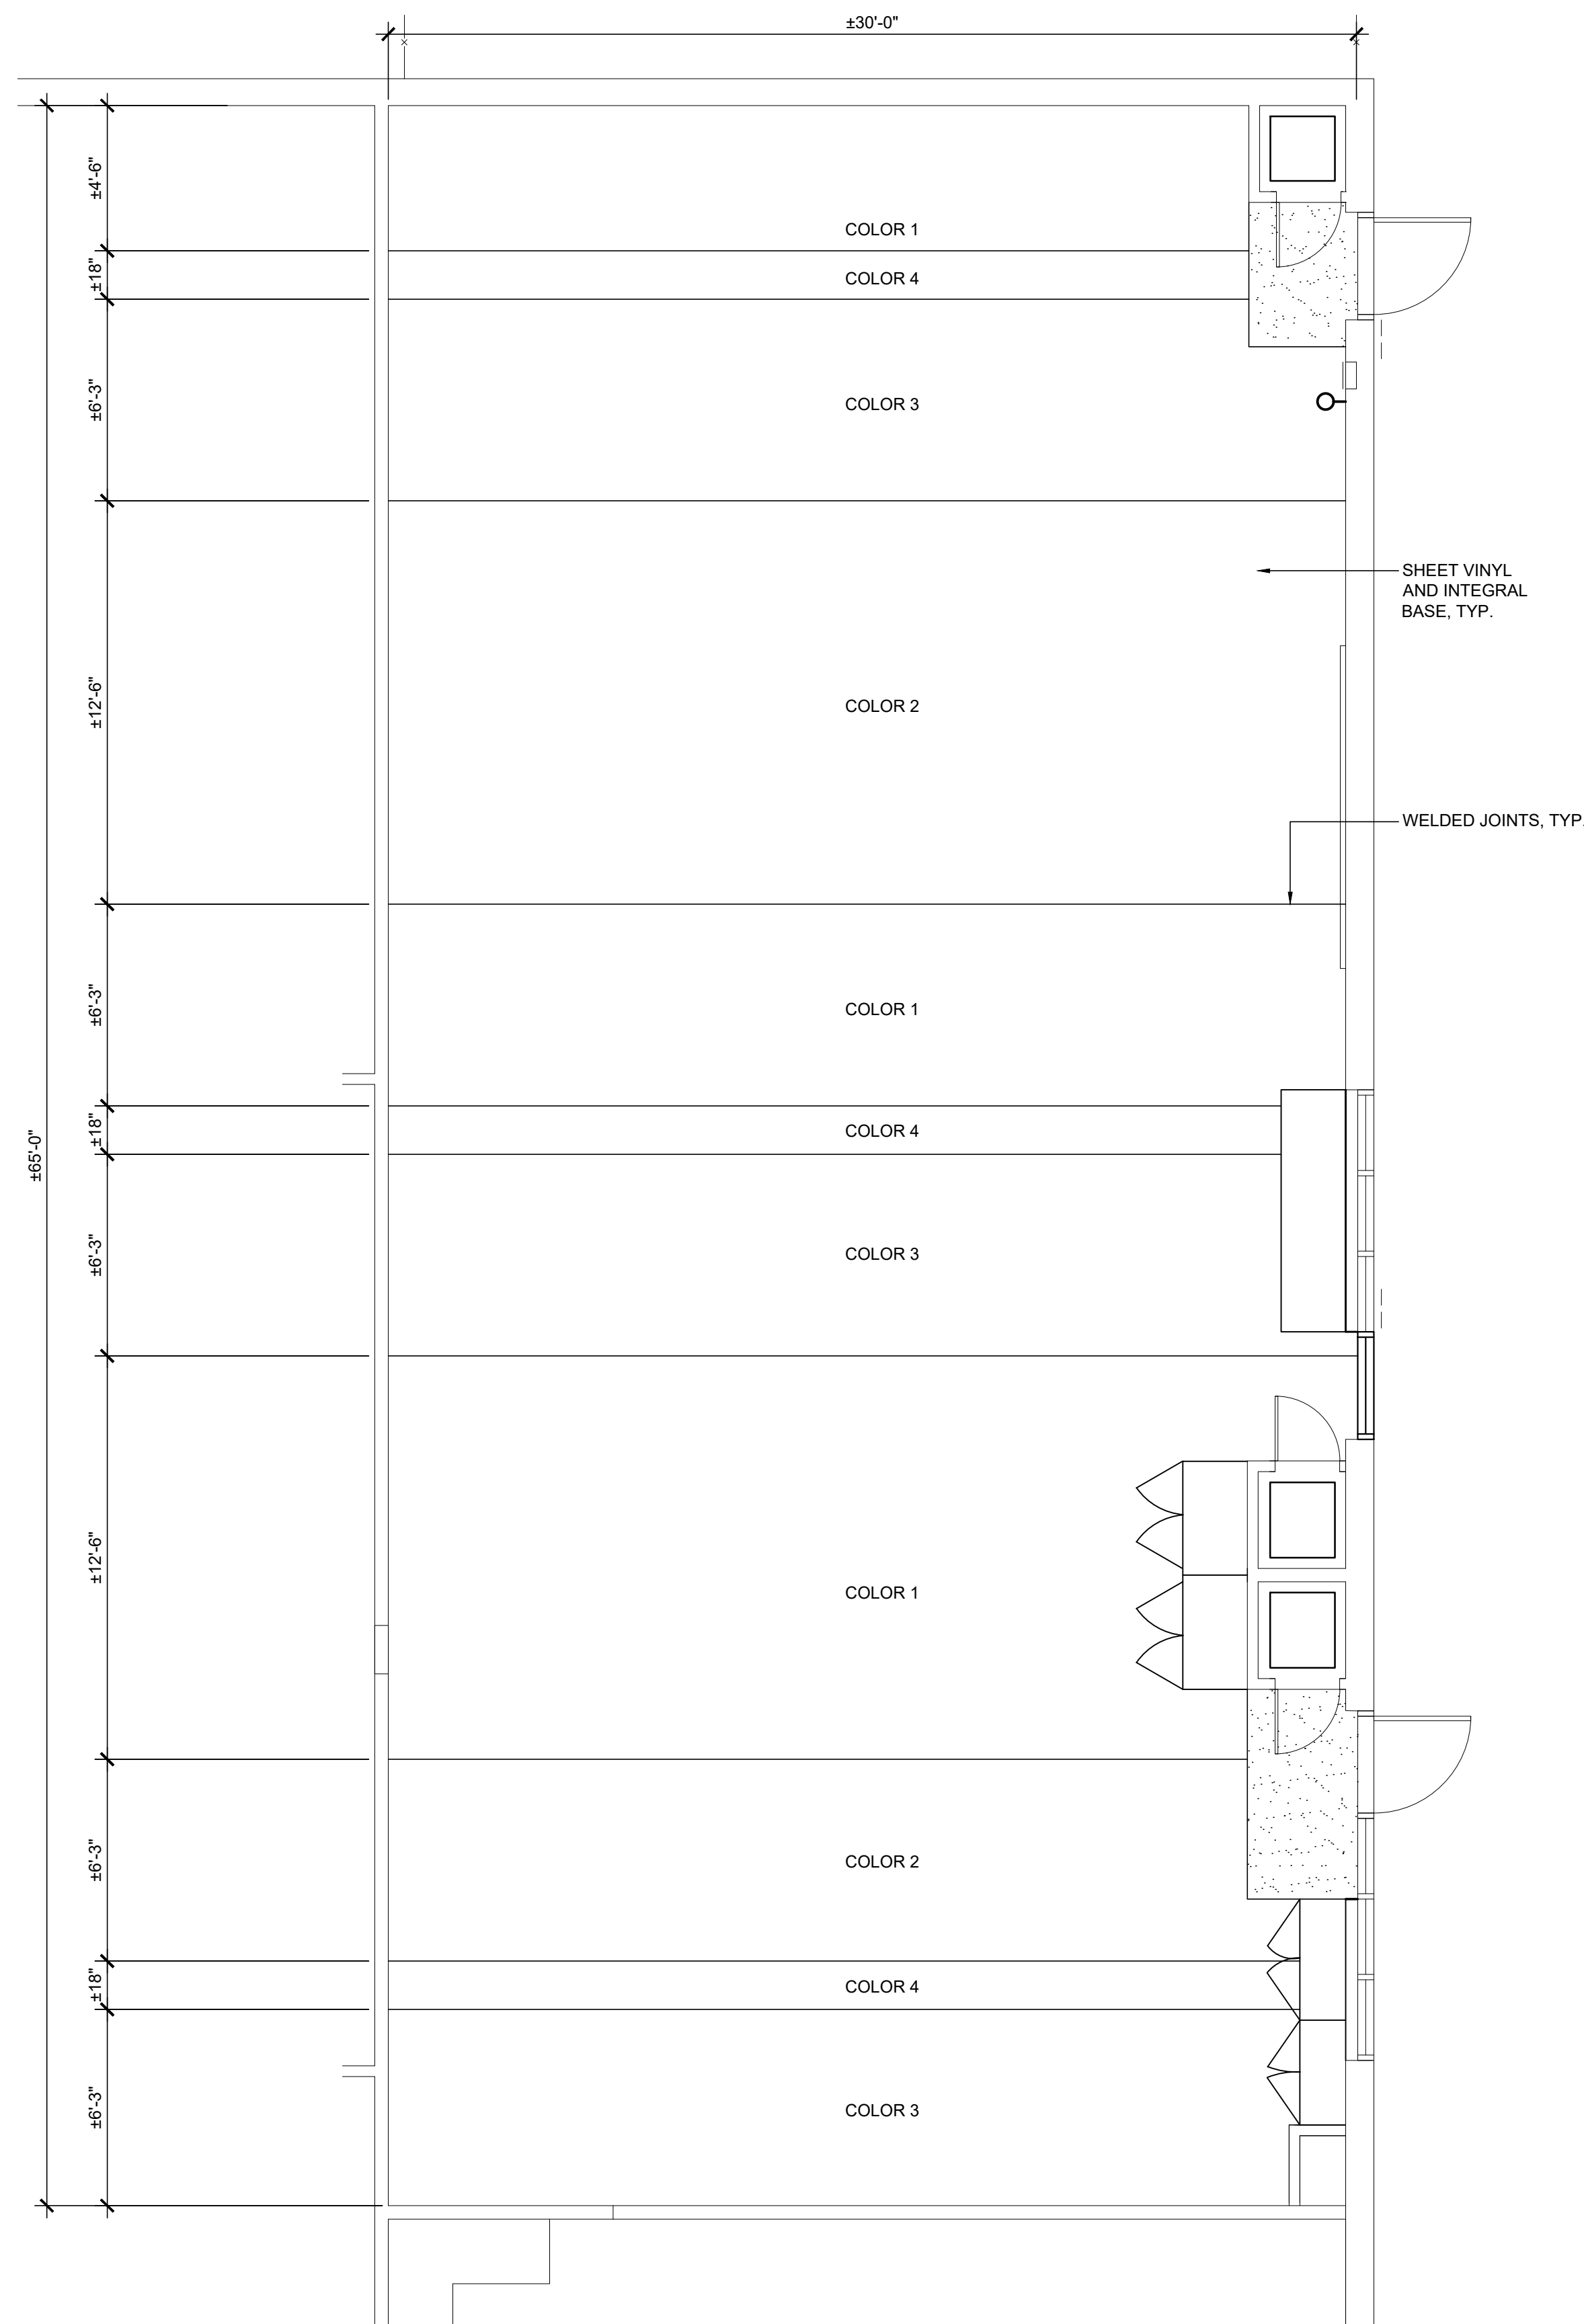 ±30'-0"
±4'-6"
COLOR 1
±18"
COLOR 4
±6'-3"
COLOR 3
SHEET VINYL
AND INTEGRAL
BASE, TYP.
±12'-6"
COLOR 2
WELDED JOINTS, TYP.
±6'-3"
COLOR 1
±65'-0"
±18"
COLOR 4
±6'-3"
COLOR 3
±12'-6"
COLOR 1
±6'-3"
COLOR 2
±18"
COLOR 4
±6'-3"
COLOR 3